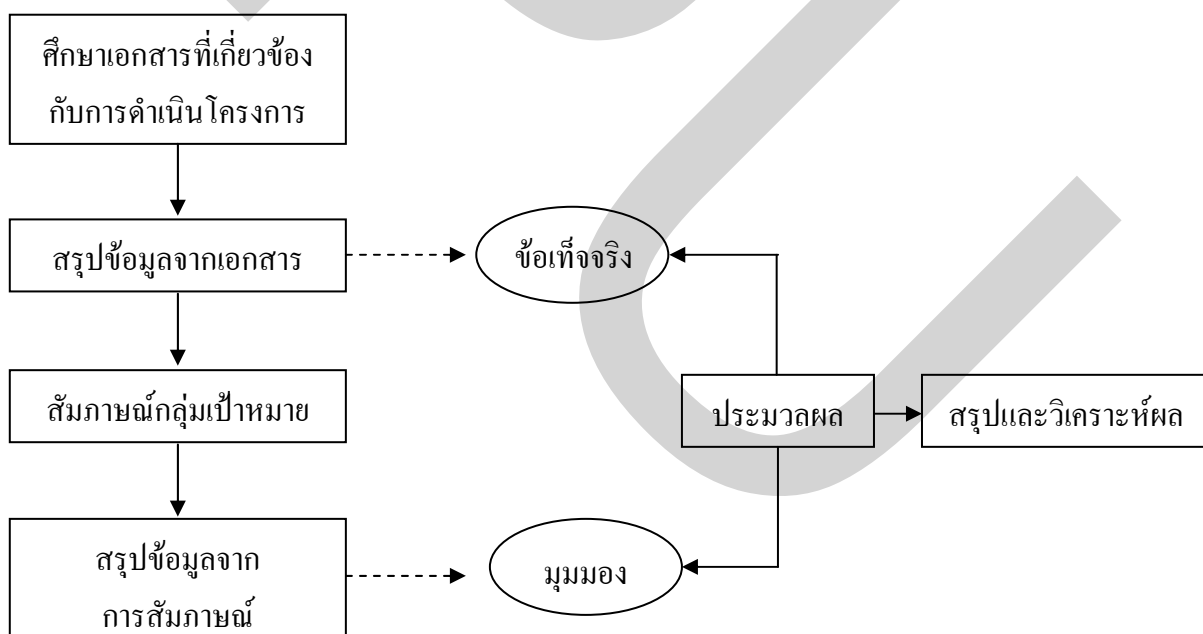 ศึกษาเอกสารที่เกี่ยวข้อง
กับการดำเนินโครงการ
สรุปข้อมูลจากเอกสาร
ข้อเท็จจริง
สัมภาษณ์กลุ่มเป้าหมาย
ประมวลผล
สรุปและวิเคราะห์ผล
สรุปข้อมูลจาก
การสัมภาษณ์
มุมมอง